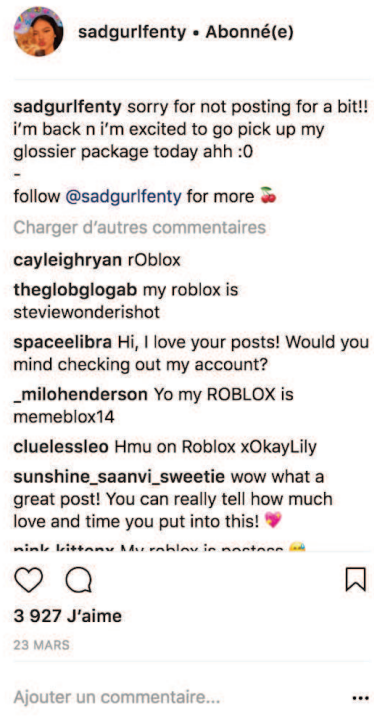 sadgurlfenty • Abonné(e)
sadgurlfenty sorry for not posting for a bit!!
i'm back n i'm excited to go pick up my
glossier package today ahh :0
-
follow @sadgurlfenty for more 🍒
Charger d'autres commentaires
cayleighryan rOblox
theglobglogab my roblox is
steviewonderishot
spaceelibra Hi, I love your posts! Would you
mind checking out my account?
_milohenderson Yo my ROBLOX is
memeblox14
cluelessleo Hmu on Roblox xOkayLily
sunshine_saanvi_sweetie wow what a
great post! You can really tell how much
love and time you put into this! 💖
My roblox is
3 927 J'aime
23 MARS
Ajouter un commentaire...